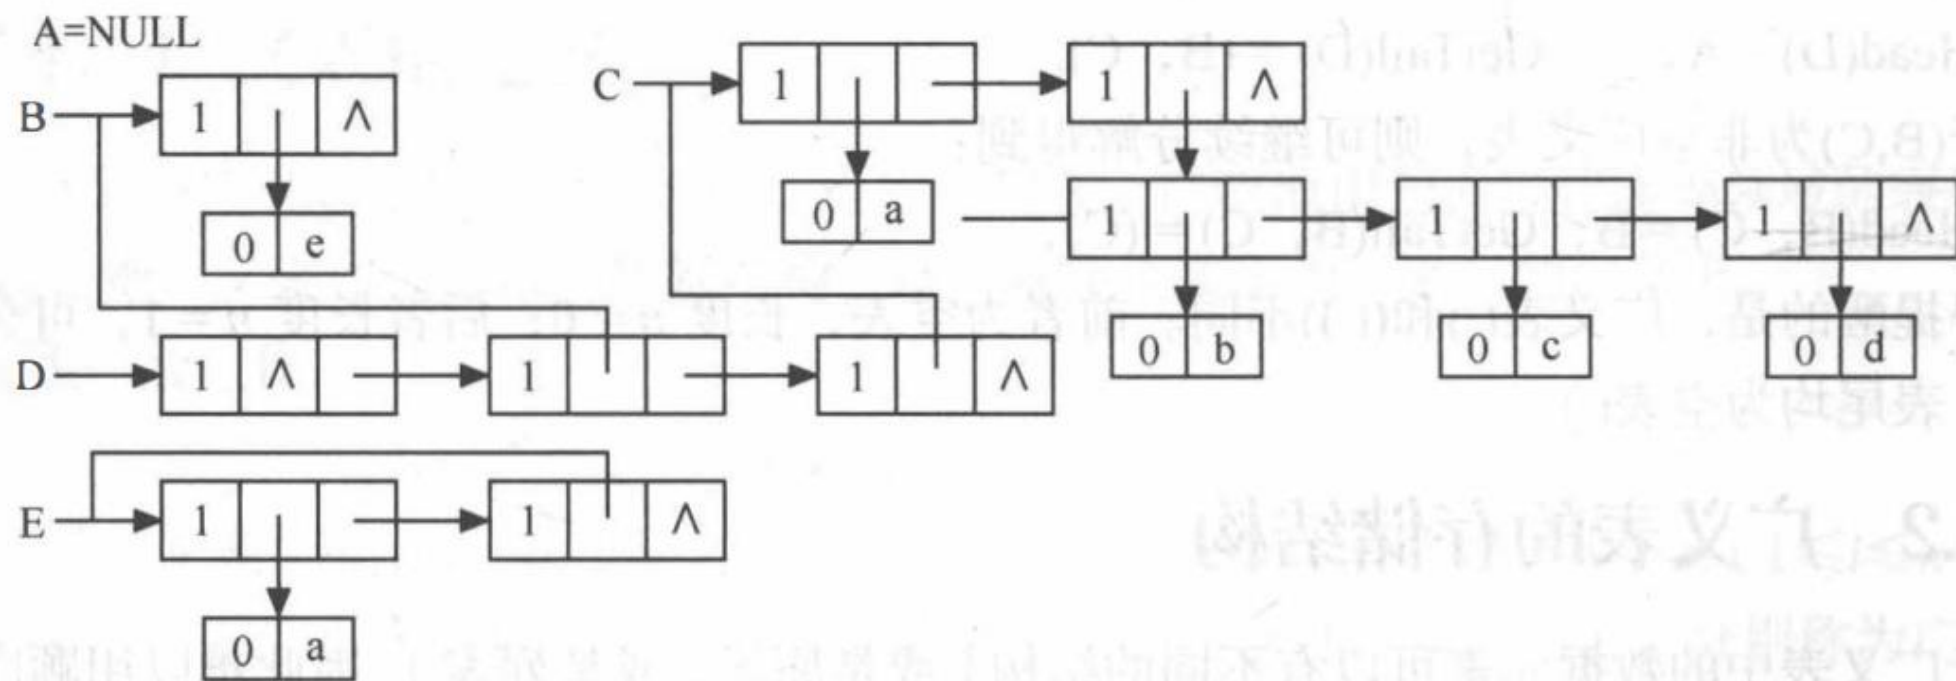 A=NULL
B 1 ∧
0 e
C 1 1 ∧
0 a 1 1 1 ∧
0 b 0 c 0 d
D 1 ∧ 1 1 ∧
E 1 1 ∧
0 a